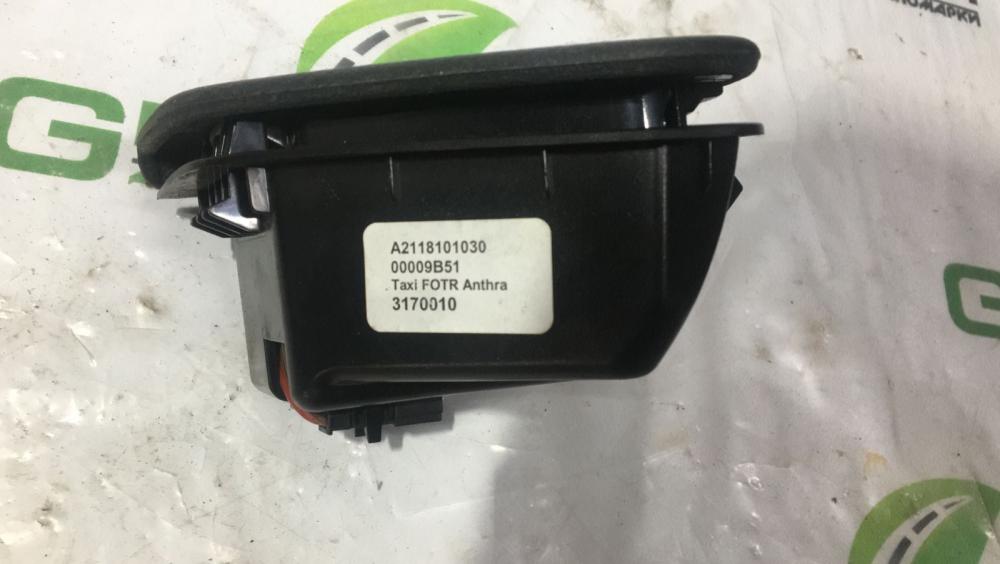 A2118101030
00009B51
Taxi FOTR Anthra
3170010